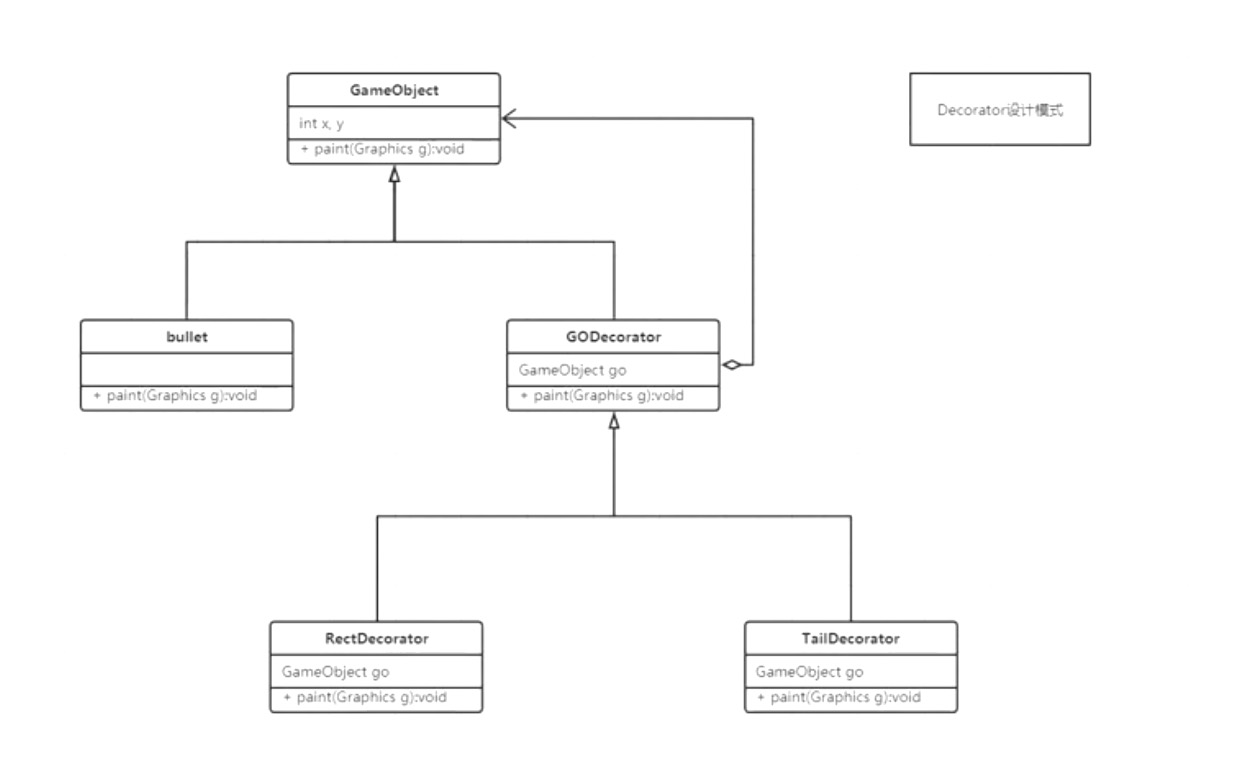 GameObject
int x, y
+ paint(Graphics g):void
Decorator设计模式
bullet
+ paint(Graphics g):void
GODecorator
GameObject go
+ paint(Graphics g):void
RectDecorator
GameObject go
+ paint(Graphics g):void
TailDecorator
GameObject go
+ paint(Graphics g):void